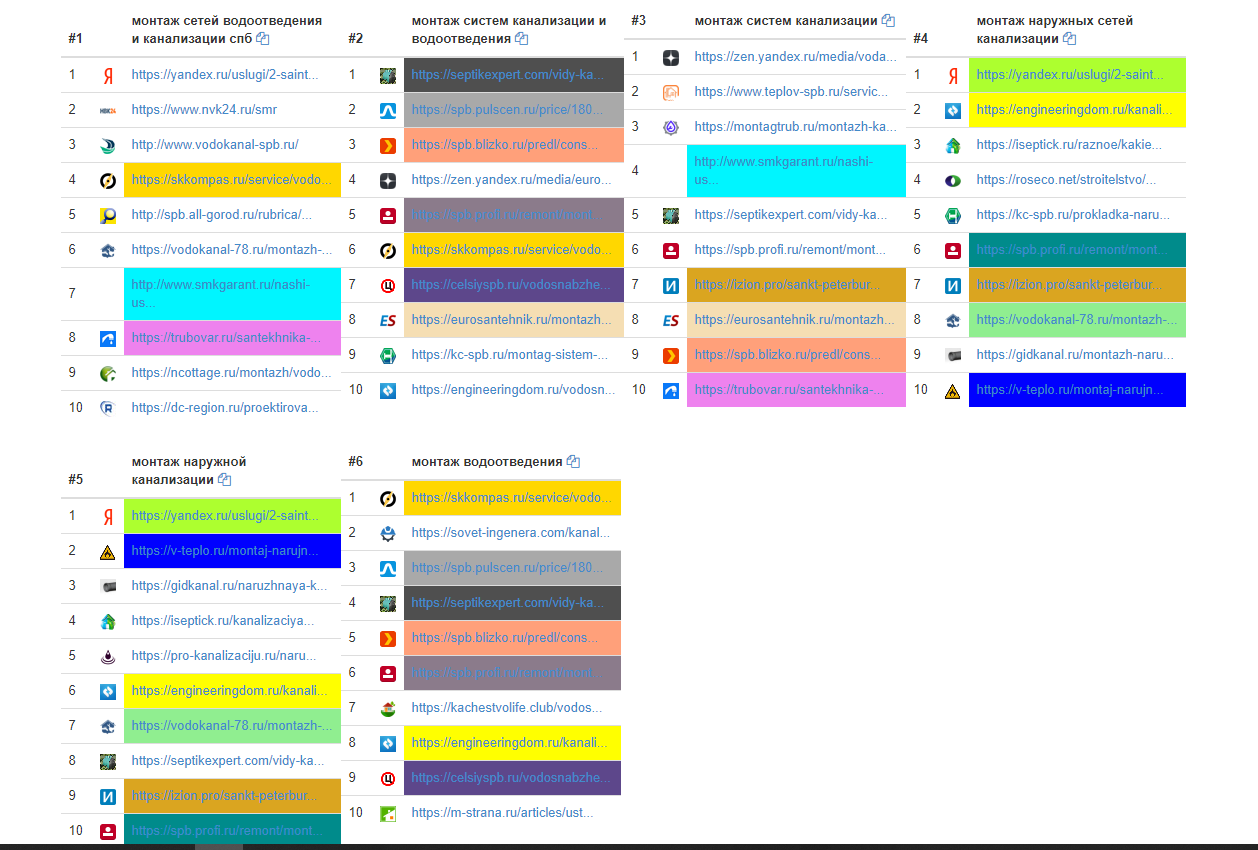 #1
монтаж сетей водоотведения
и канализации спб
1 https://yandex.ru/uslugi/2-saint...
2 https://www.nvk24.ru/smr
3 http://www.vodokanal-spb.ru/
4 https://skkompas.ru/service/vodo...
5 http://spb.all-gorod.ru/rubrica/...
6 https://vodokanal-78.ru/montazh-...
7 http://www.smkgarant.ru/nashi-
us...
8 https://trubovar.ru/santekhnika-...
9 https://ncottage.ru/montazh/vodo...
10 https://dc-region.ru/proektirova...
#2
монтаж систем канализации и
водоотведения
1 https://septikexpert.com/vidy-ka...
2 https://spb.pulscen.ru/price/180...
3 https://spb.blizko.ru/predl/cons...
4 https://zen.yandex.ru/media/euro...
5 https://spb.profi.ru/remont/mont...
6 https://skkompas.ru/service/vodo...
7 https://celsiyspb.ru/vodosnabzhe...
8 https://eurosantehnik.ru/montazh...
9 https://kc-spb.ru/montag-sistem-...
10 https://engineeringdom.ru/vodosn...
#3
монтаж систем канализации
1 https://zen.yandex.ru/media/voda...
2 https://www.teplov-spb.ru/servic...
3 https://montagtrub.ru/montazh-ka...
4 http://www.smkgarant.ru/nashi-
us...
5 https://septikexpert.com/vidy-ka...
6 https://spb.profi.ru/remont/mont...
7 https://izion.pro/sankt-peterbur...
8 https://eurosantehnik.ru/montazh...
9 https://spb.blizko.ru/predl/cons...
10 https://trubovar.ru/santekhnika-...
#4
монтаж наружных сетей
канализации
1 https://yandex.ru/uslugi/2-saint...
2 https://engineeringdom.ru/kanali...
3 https://iseptick.ru/raznoe/kakie...
4 https://roseco.net/stroitelstvo/...
5 https://kc-spb.ru/prokladka-naru...
6 https://spb.profi.ru/remont/mont...
7 https://izion.pro/sankt-peterbur...
8 https://vodokanal-78.ru/montazh-...
9 https://gidkanal.ru/montazh-naru...
10 https://v-teplo.ru/montaj-narujn...
#5
монтаж наружной
канализации
1 https://yandex.ru/uslugi/2-saint...
2 https://v-teplo.ru/montaj-narujn...
3 https://gidkanal.ru/naruzhnaya-k...
4 https://iseptick.ru/kanalizaciya...
5 https://pro-kanalizaciju.ru/naru...
6 https://engineeringdom.ru/kanali...
7 https://vodokanal-78.ru/montazh-...
8 https://septikexpert.com/vidy-ka...
9 https://izion.pro/sankt-peterbur...
10 https://spb.profi.ru/remont/mont...
#6
монтаж водоотведения
1 https://skkompas.ru/service/vodo...
2 https://sovet-ingenera.com/kanal...
3 https://spb.pulscen.ru/price/180...
4 https://septikexpert.com/vidy-ka...
5 https://spb.blizko.ru/predl/cons...
6 https://spb.profi.ru/remont/mont...
7 https://kachestvolife.club/vodos...
8 https://engineeringdom.ru/kanali...
9 https://celsiyspb.ru/vodosnabzhe...
10 https://m-strana.ru/articles/ust...